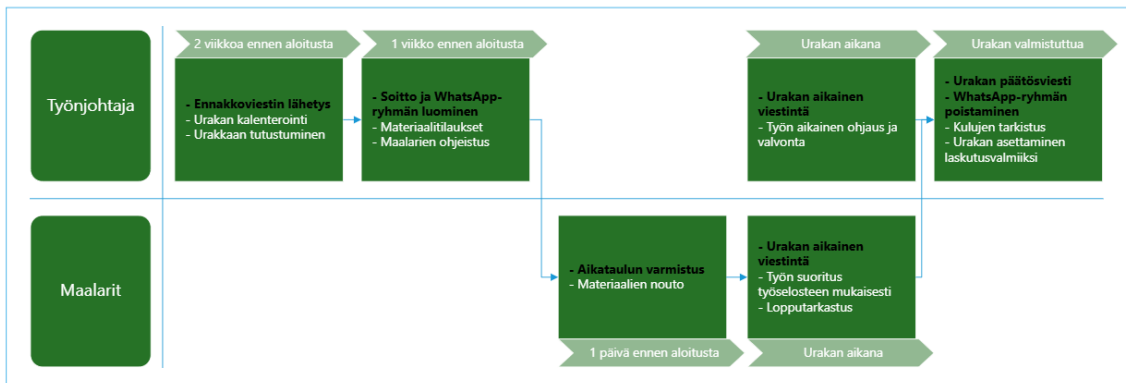 2 viikkoa ennen aloitusta
1 viikko ennen aloitusta
Urakan aikana
Urakan valmistuttua
Työnjohtaja
- Ennakkoviestin lähetys
- Urakan kalenterointi
- Urakkaan tutustuminen
- Soitto ja WhatsApp-
ryhmän luominen
- Materiaalitilaukset
- Maalarien ohjeistus
- Urakan aikainen
viestintä
- Työn aikainen ohjaus ja
valvonta
- Urakan päätösviesti
- WhatsApp-ryhmän
poistaminen
- Kulujen tarkistus
- Urakan asettaminen
laskutusvalmiiksi
Maalarit
- Aikataulun varmistus
- Materiaalien nouto
- Urakan aikainen
viestintä
- Työn suoritus
työselosteen mukaisesti
- Lopputarkastus
1 päivä ennen aloitusta
Urakan aikana